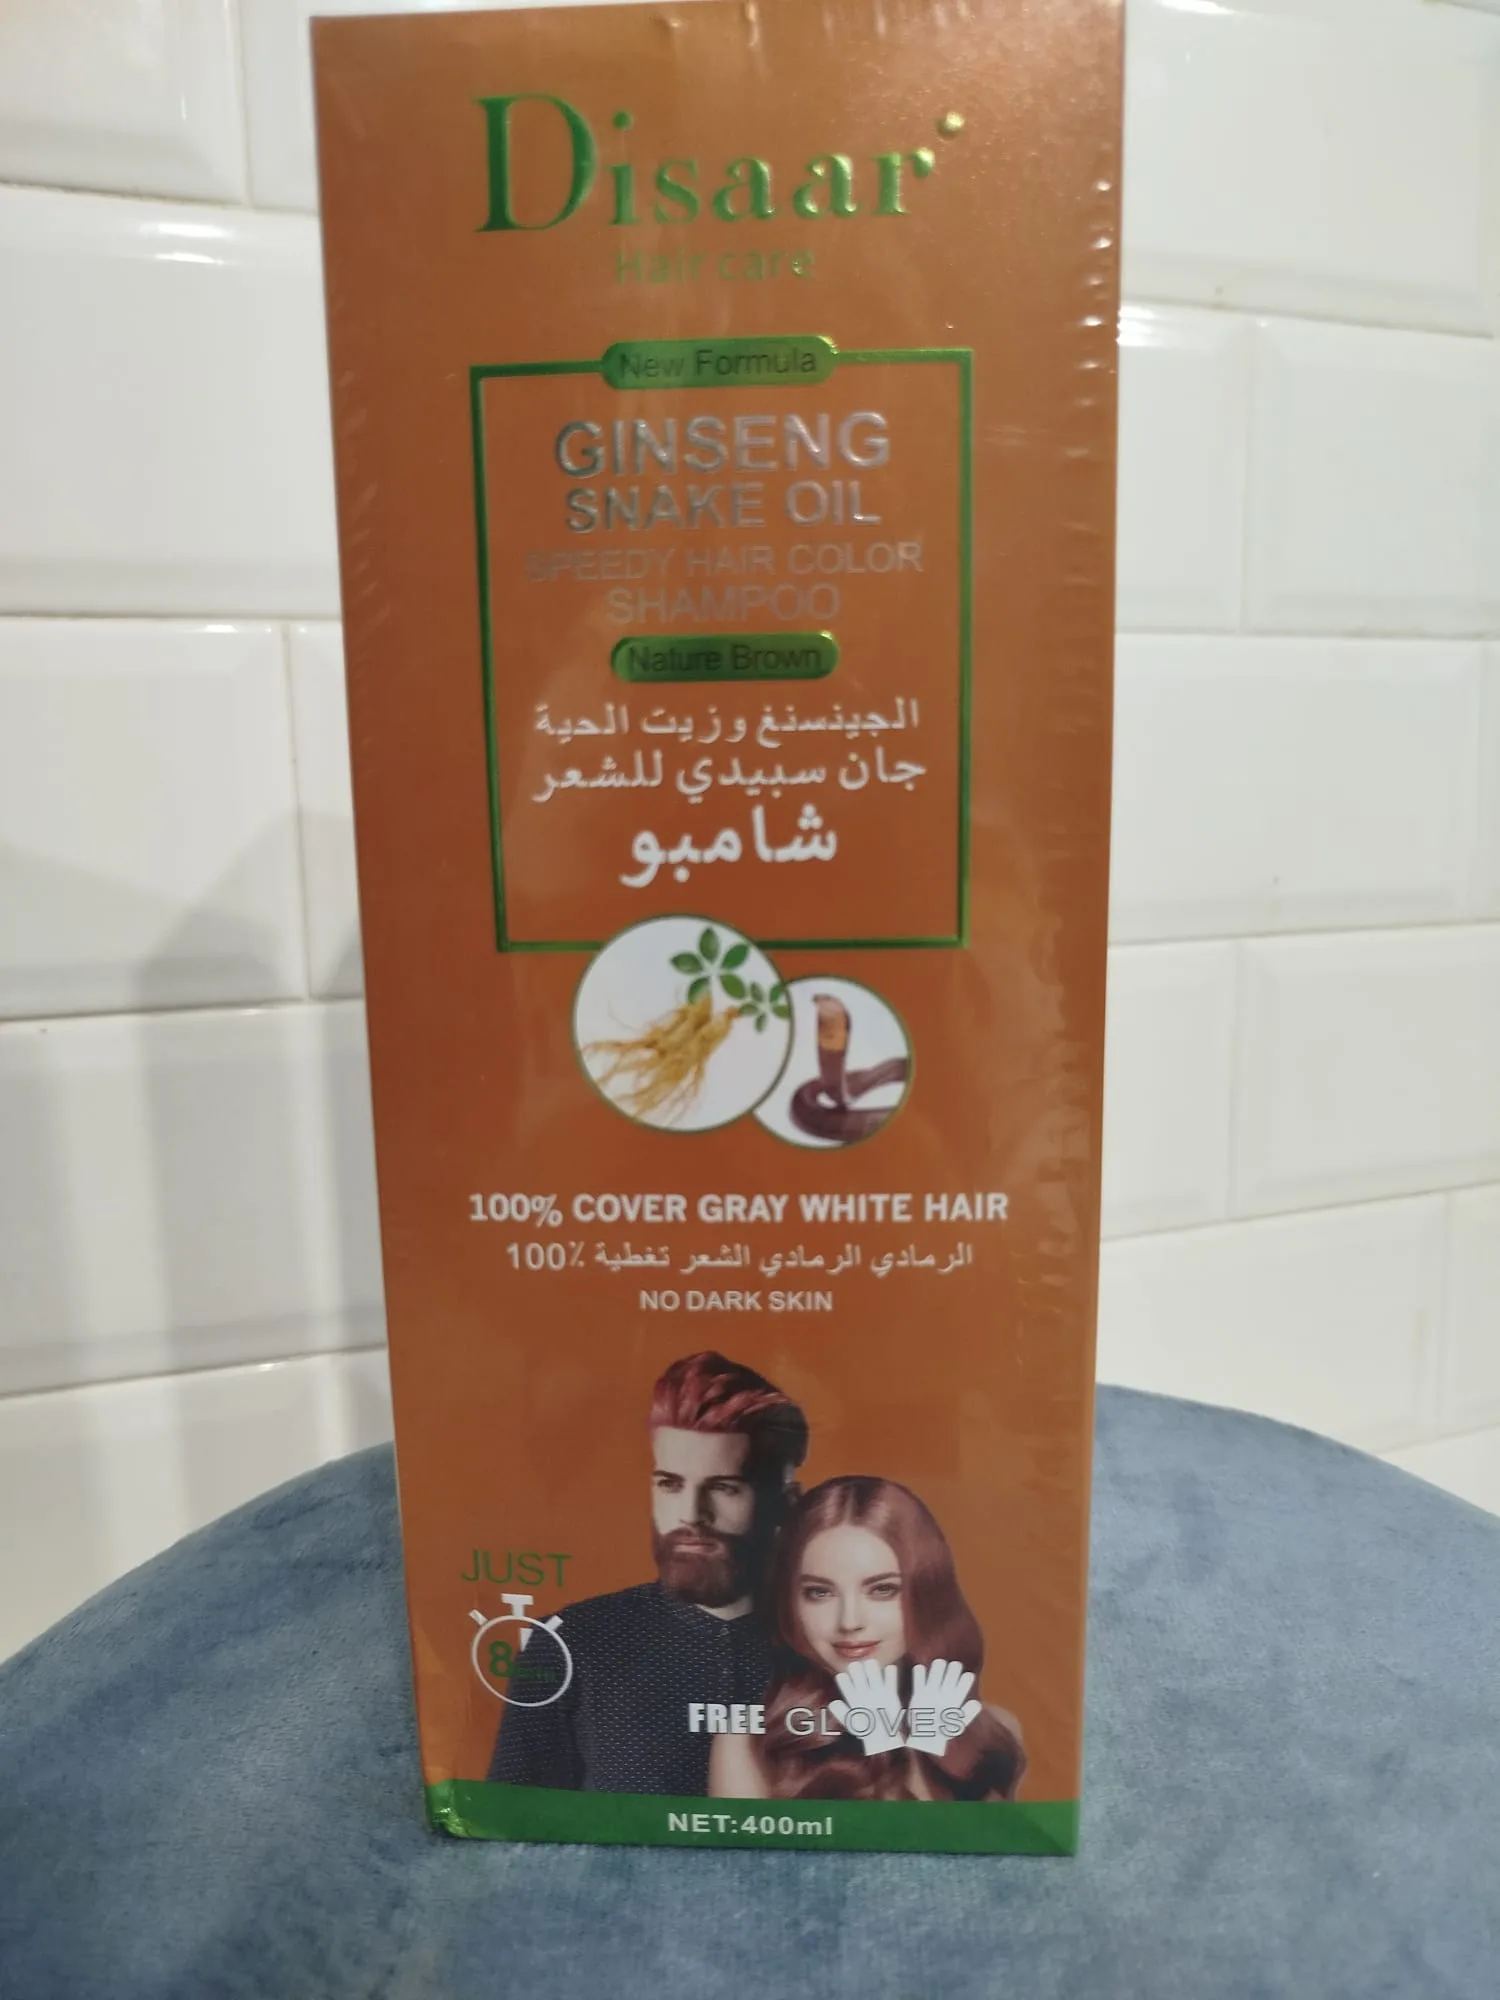 Disaar
Hair care
New Formula
GINSENG
SNAKE OIL
SPEEDY HAIR COLOR
SHAMPOO
Nature Brown
الجينسنغ وزيت الحية
جان سبيدي للشعر
شامبو
100% COVER GRAY WHITE HAIR
الرمادي الرمادي الشعر تغطية 100٪
NO DARK SKIN
JUST
8
FREE GLOVES
NET:400ml